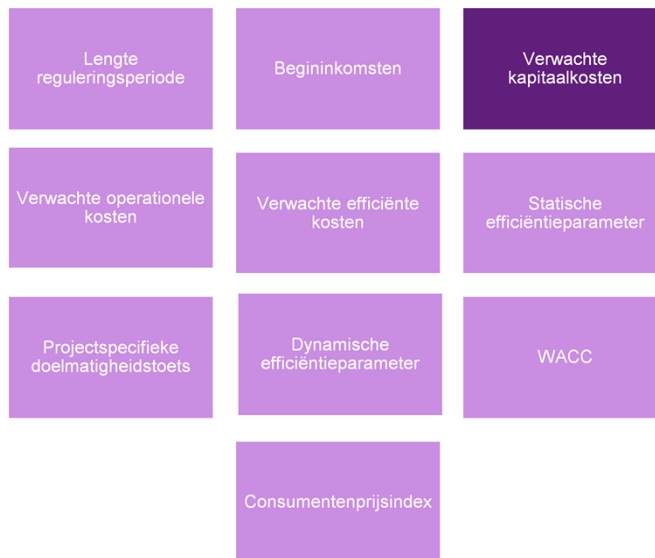 Lengte
reguleringsperiode
Begininkomsten
Verwachte
kapitaalkosten
Verwachte operationele
kosten
Verwachte efficiënte
kosten
Statische
efficiëntieparameter
Projectspecifieke
doelmatigheidstoets
Dynamische
efficiëntieparameter
WACC
Consumentenprijsindex